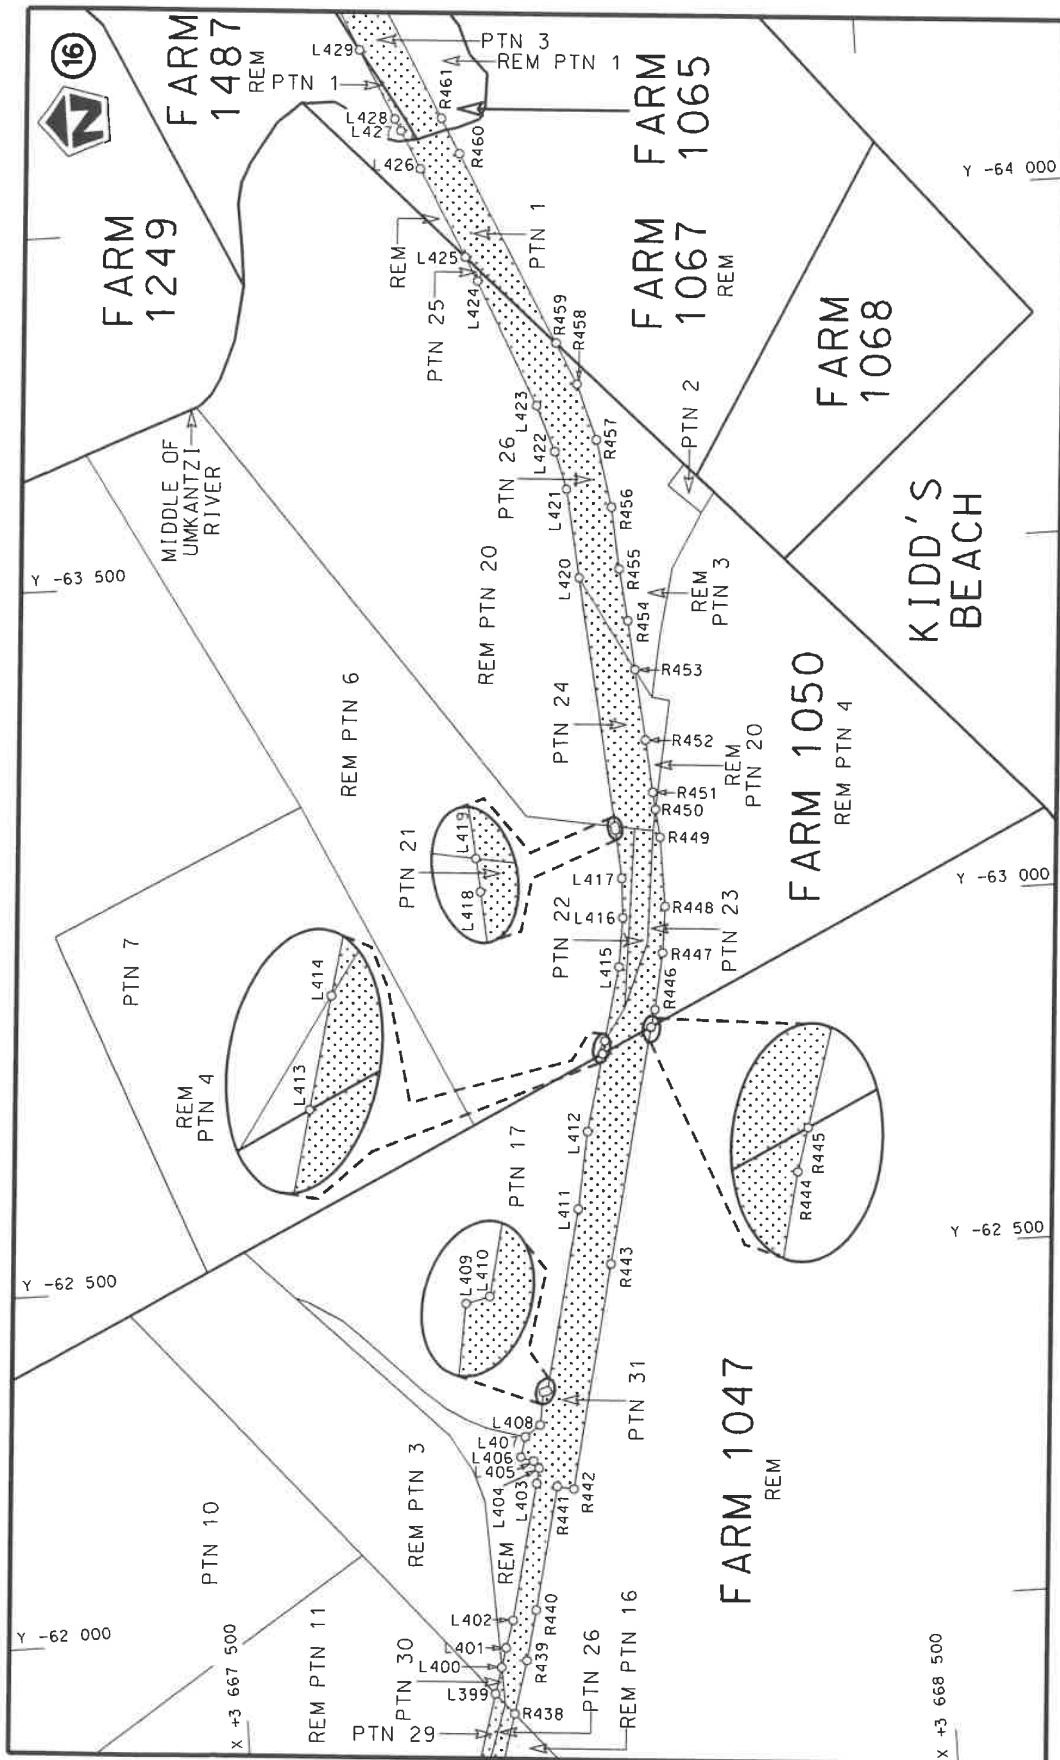 16
N
FARM
1487
REM
PTN 1
L429
PTN 3
REM PTN 1
R461
L428
L427
L426
R460
FARM
1065
Y -64 000
FARM
1249
REM
PTN 1
L425
PTN 25
L424
FARM
1067
REM
R459
R458
FARM
1068
MIDDLE OF
UMKANTZI
RIVER
L423
L422
PTN 26
L421
R457
PTN 2
R456
KIDD'S
BEACH
Y -63 500
REM PTN 20
L420
R455
R454
REM
PTN 3
R453
REM PTN 6
PTN 24
R452
REM
PTN 20
R451
R450
R449
FARM 1050
REM PTN 4
L419
L418
PTN 21
L417
L416
L415
PTN 22
R448
R447
R446
PTN 23
Y -63 000
PTN 7
L414
L413
REM
PTN 4
L412
PTN 17
L411
R445
R444
Y -62 500
Y -62 500
L409
L410
R443
PTN 31
L408
L407
L406
L405
L404
L403
R441
R442
FARM 1047
REM
PTN 10
REM PTN 3
REM
L402
L401
L400
L399
R440
R439
R438
Y -62 000
X +3 667 500
REM PTN 11
PTN 30
PTN 29
PTN 26
REM PTN 16
X +3 668 500